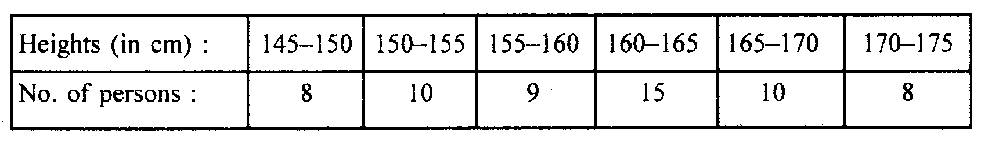 Heights (in cm) : 145–150 150–155 155–160 160–165 165–170 170–175
No. of persons : 8 10 9 15 10 8